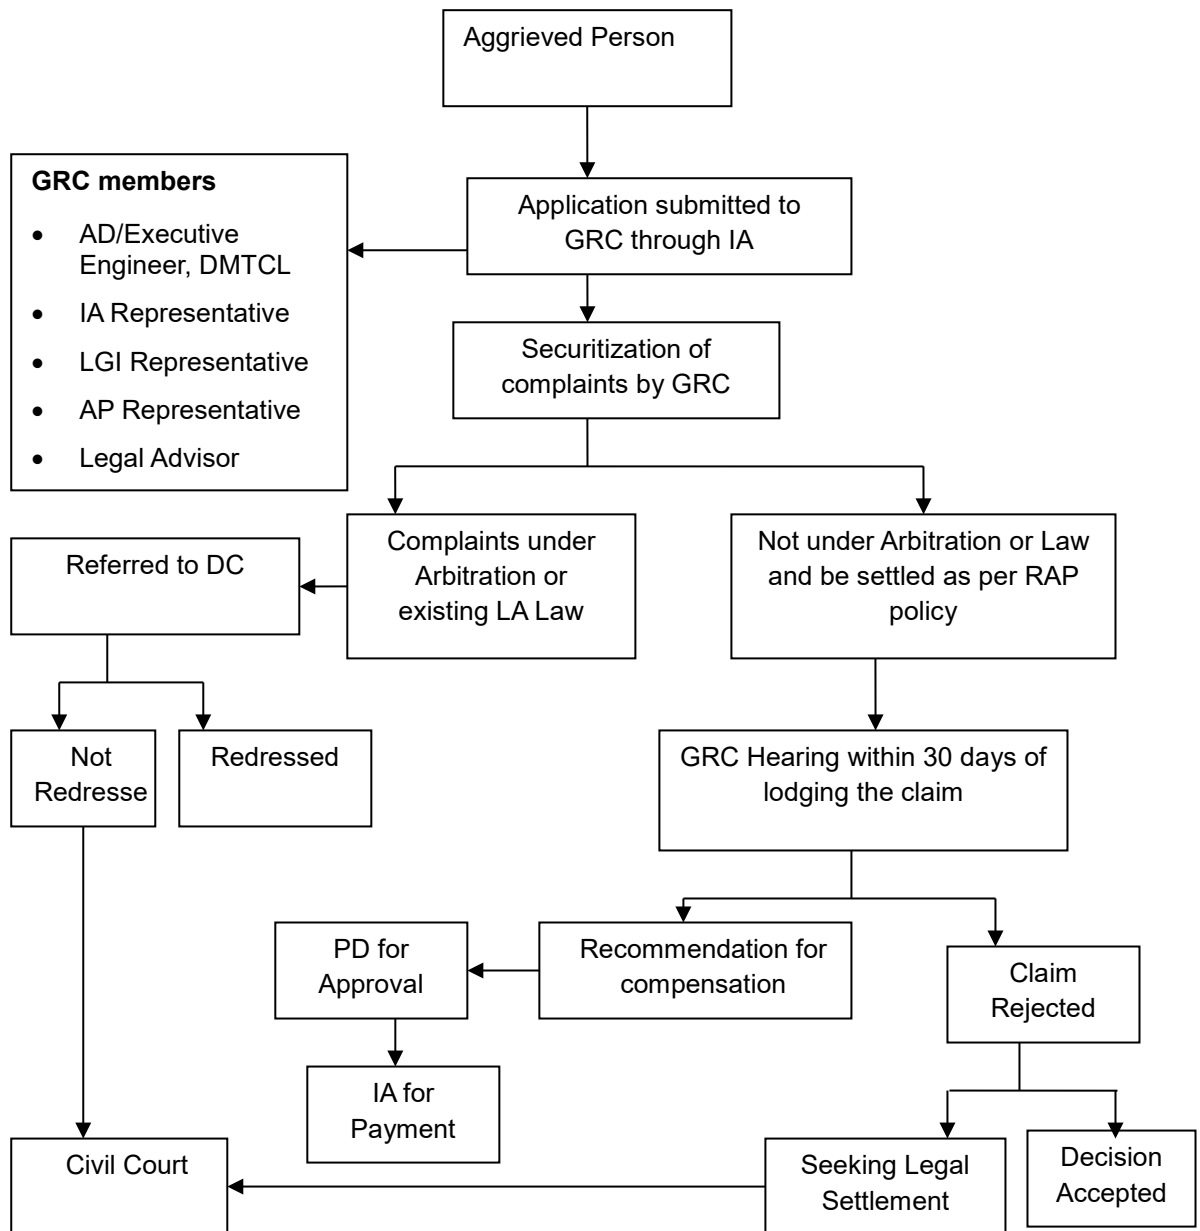 Aggrieved Person
GRC members
• AD/Executive
Engineer, DMTCL
• IA Representative
• LGI Representative
• AP Representative
• Legal Advisor
Application submitted to
GRC through IA
Securitization of
complaints by GRC
Referred to DC
Complaints under
Arbitration or
existing LA Law
Not under Arbitration or Law
and be settled as per RAP
policy
Not
Redresse
Redressed
GRC Hearing within 30 days of
lodging the claim
PD for
Approval
Recommendation for
compensation
Claim
Rejected
IA for
Payment
Civil Court
Seeking Legal
Settlement
Decision
Accepted